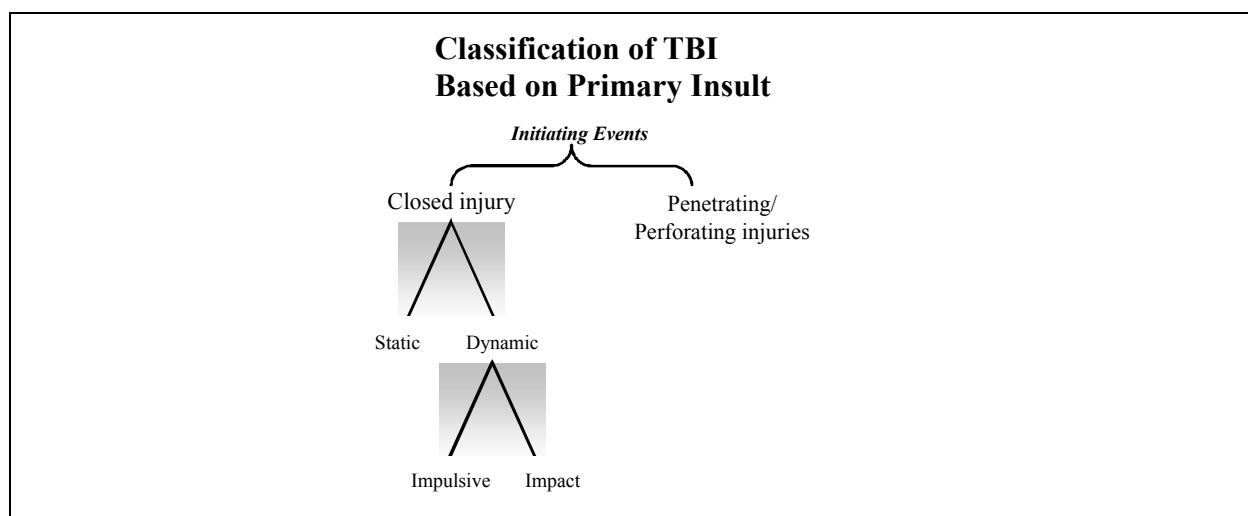 Classification of TBI
Based on Primary Insult
Initiating Events
Closed injury
Penetrating/
Perforating injuries
Static
Dynamic
Impulsive
Impact